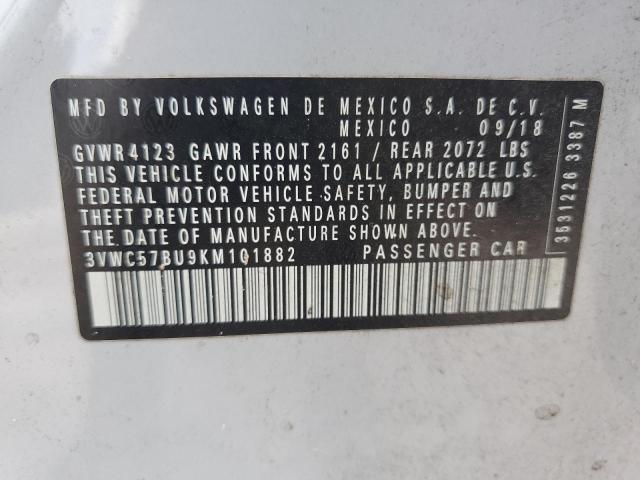 MFD BY VOLKSWAGEN DE MEXICO S.A. DE C.V.
MEXICO 09/18
GVWR 4123 GAWR FRONT 2161 / REAR 2072 LBS
THIS VEHICLE CONFORMS TO ALL APPLICABLE U.S.
FEDERAL MOTOR VEHICLE SAFETY, BUMPER AND
THEFT PREVENTION STANDARDS IN EFFECT ON
THE DATE OF MANUFACTURE SHOWN ABOVE.
3VWC57BU9KM101882 PASSENGER CAR
3531226 3387 M